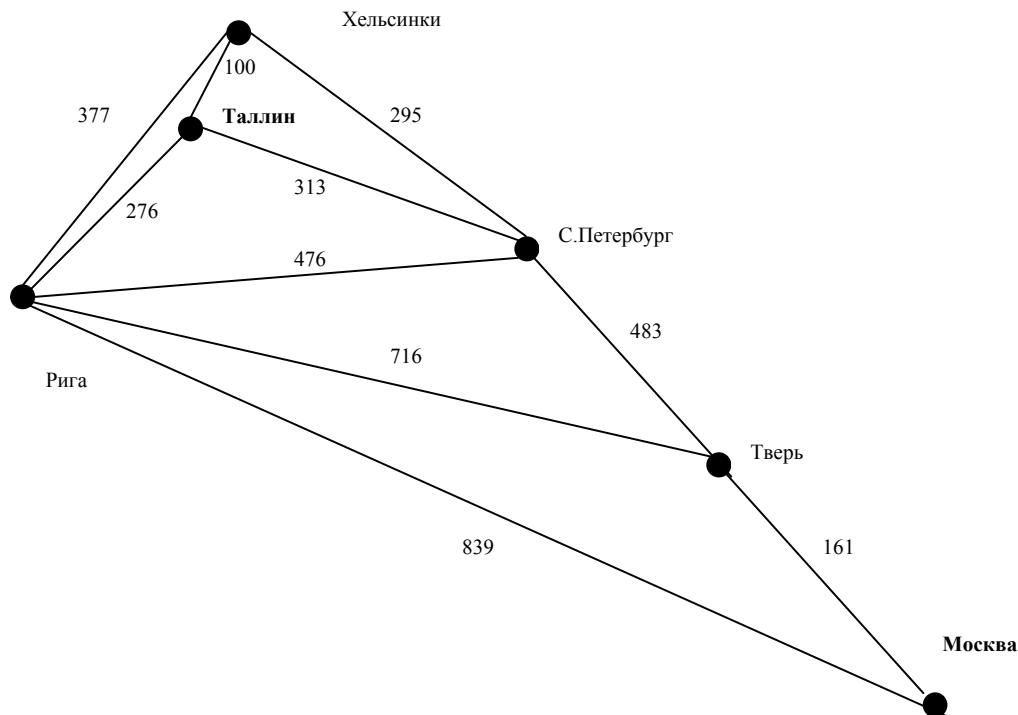 Хельсинки
100
377
Таллин
295
313
276
С.Петербург
476
483
716
Рига
Тверь
839
161
Москва